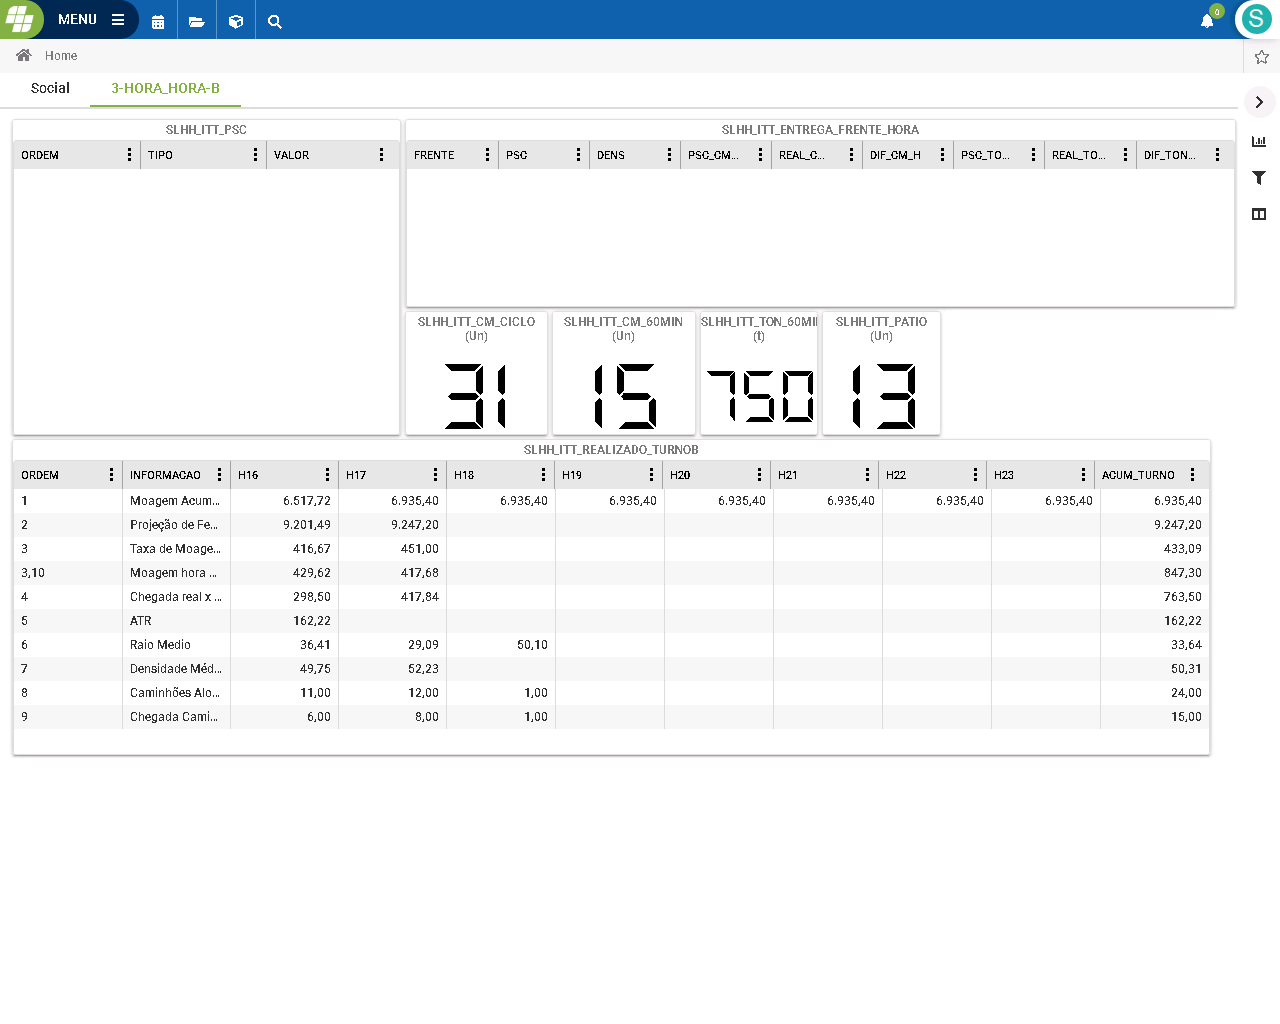 MENU
0
S
Home
Social 3-HORA_HORA-B
SLHH_ITT_PSC
ORDEM TIPO VALOR
SLHH_ITT_ENTREGA_FRENTE_HORA
FRENTE PSC DENS PSC_CM... REAL_C... DIF_CM_H PSC_TO... REAL_TO... DIF_TON...
SLHH_ITT_CM_CICLO
(Un)
31
SLHH_ITT_CM_60MIN
(Un)
15
SLHH_ITT_TON_60MI
(t)
750
SLHH_ITT_PATIO
(Un)
13
SLHH_ITT_REALIZADO_TURNOB
ORDEM INFORMACAO H16 H17 H18 H19 H20 H21 H22 H23 ACUM_TURNO
1 Moagem Acum... 6.517,72 6.935,40 6.935,40 6.935,40 6.935,40 6.935,40 6.935,40 6.935,40 6.935,40
2 Projeção de Fe... 9.201,49 9.247,20 9.247,20
3 Taxa de Moage... 416,67 451,00 433,09
3,10 Moagem hora ... 429,62 417,68 847,30
4 Chegada real x ... 298,50 417,84 763,50
5 ATR 162,22 162,22
6 Raio Medio 36,41 29,09 50,10 33,64
7 Densidade Méd... 49,75 52,23 50,31
8 Caminhões Alo... 11,00 12,00 1,00 24,00
9 Chegada Cami... 6,00 8,00 1,00 15,00